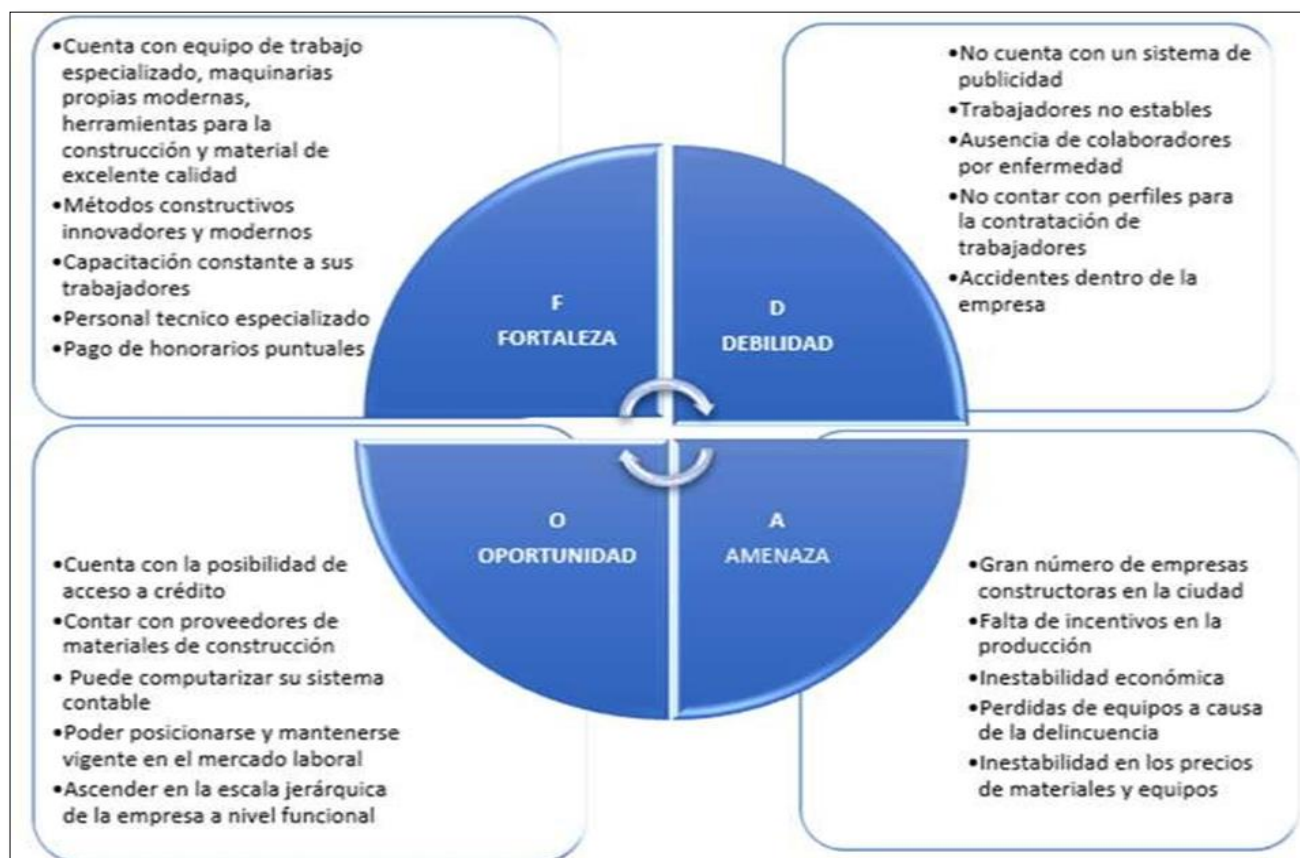 •Cuenta con equipo de trabajo
especializado, maquinarias
propias modernas,
herramientas para la
construcción y material de
excelente calidad
•Métodos constructivos
innovadores y modernos
•Capacitación constante a sus
trabajadores
•Personal tecnico especializado
•Pago de honorarios puntuales
•No cuenta con un sistema de
publicidad
•Trabajadores no estables
•Ausencia de colaboradores
por enfermedad
•No contar con perfiles para
la contratación de
trabajadores
•Accidentes dentro de la
empresa
F
FORTALEZA
D
DEBILIDAD
O
OPORTUNIDAD
A
AMENAZA
•Cuenta con la posibilidad de
acceso a crédito
•Contar con proveedores de
materiales de construcción
• Puede computarizar su sistema
contable
•Poder posicionarse y mantenerse
vigente en el mercado laboral
•Ascender en la escala jerárquica
de la empresa a nivel funcional
•Gran número de empresas
constructoras en la ciudad
•Falta de incentivos en la
producción
•Inestabilidad económica
•Perdidas de equipos a causa
de la delincuencia
•Inestabilidad en los precios
de materiales y equipos